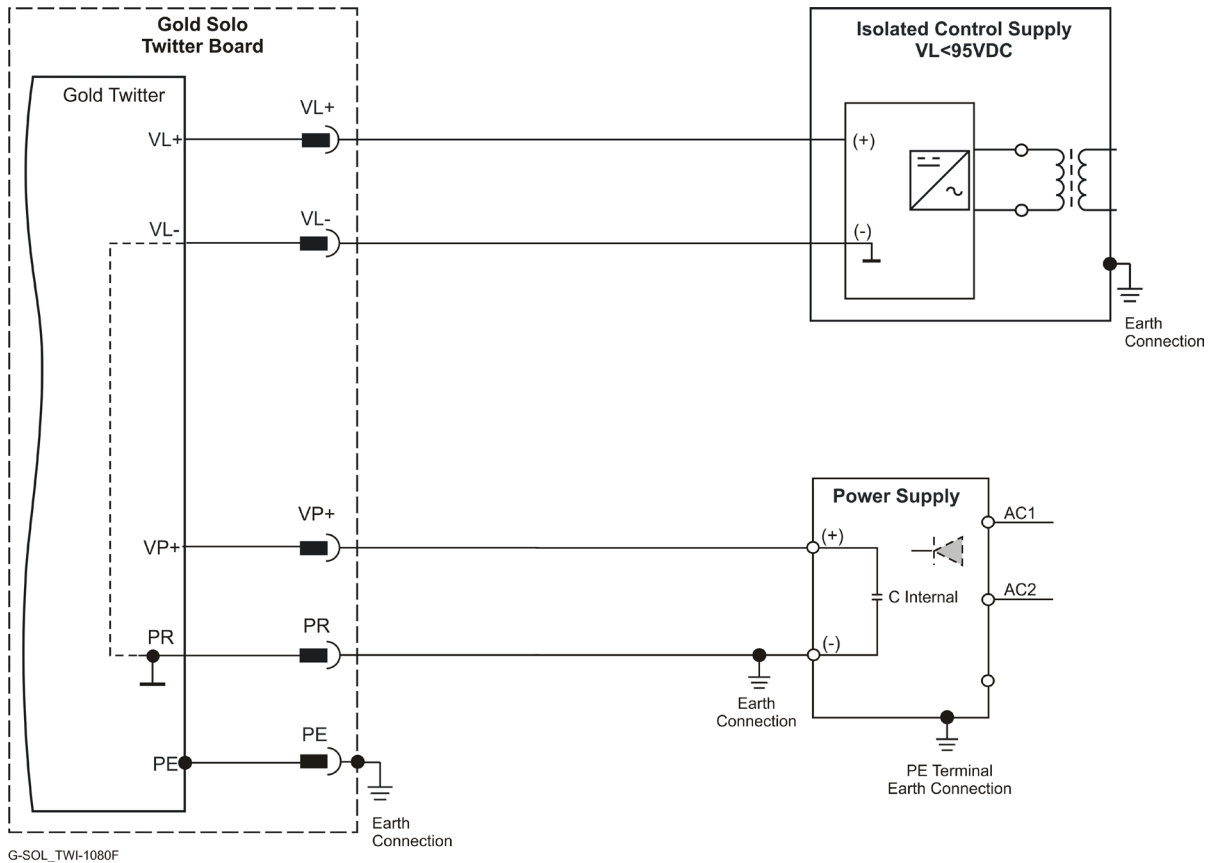 Gold Solo
Twitter Board
Gold Twitter
VL+
VL+
VL-
VL-
VP+
VP+
PR
PR
PE
PE
Earth
Connection
Isolated Control Supply
VL<95VDC
(+)
(-)
Earth
Connection
Power Supply
(+)
AC1
C Internal
AC2
(-)
Earth
Connection
PE Terminal
Earth Connection
G-SOL_TWI-1080F